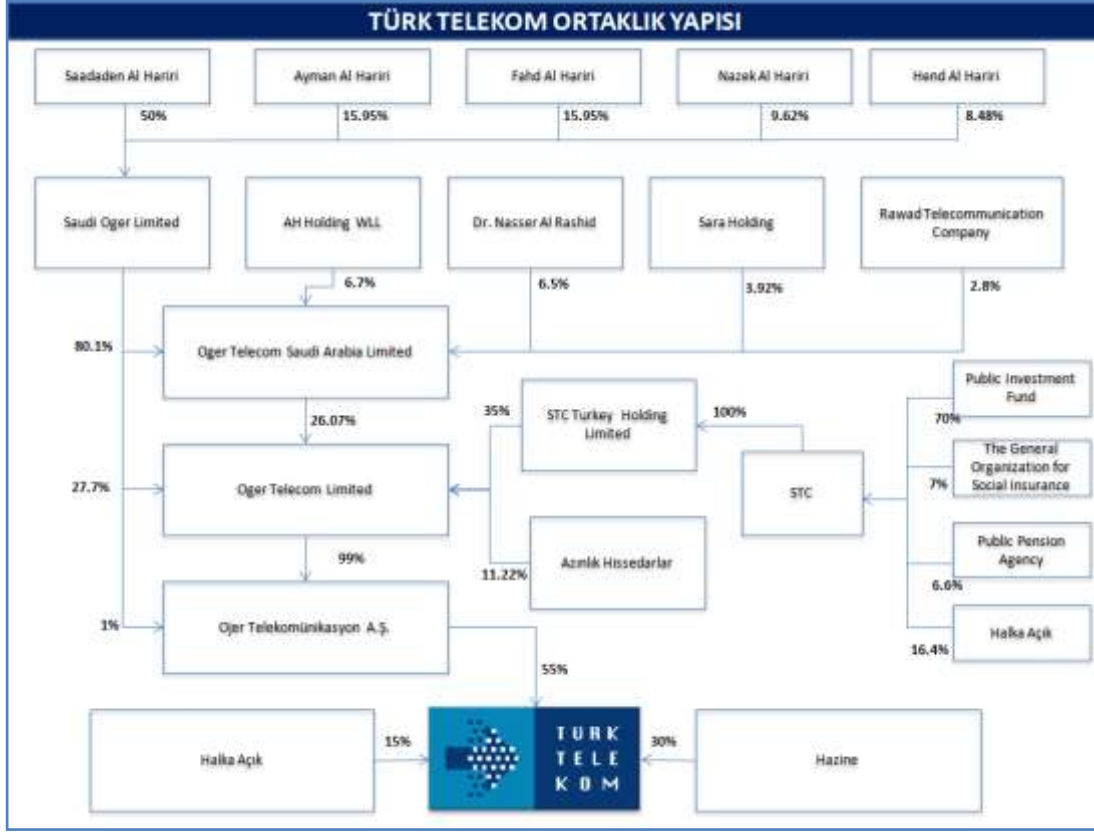 TÜRK TELEKOM ORTAKLIK YAPISI
Saadaden Al Hariri
Ayman Al Hariri
Fahd Al Hariri
Nazek Al Hariri
Hend Al Hariri
50%
15.95%
15.95%
9.62%
8.48%
Saudi Oger Limited
AH Holding WLL
Dr. Nasser Al Rashid
Sara Holding
Rawad Telecommunication
Company
6.7%
6.5%
3.92%
2.8%
80.1%
Oger Telecom Saudi Arabia Limited
26.07%
35%
STC Turkey Holding
Limited
100%
Public Investment
Fund
70%
27.7%
Oger Telecom Limited
STC
The General
Organization for
Social Insurance
7%
99%
11.22%
Azınlık Hissedarlar
Public Pension
Agency
6.6%
1%
Ojer Telekomünikasyon A.Ş.
Halka Açık
16.4%
55%
Halka Açık
15%
TÜRK
TELE
KOM
30%
Hazine